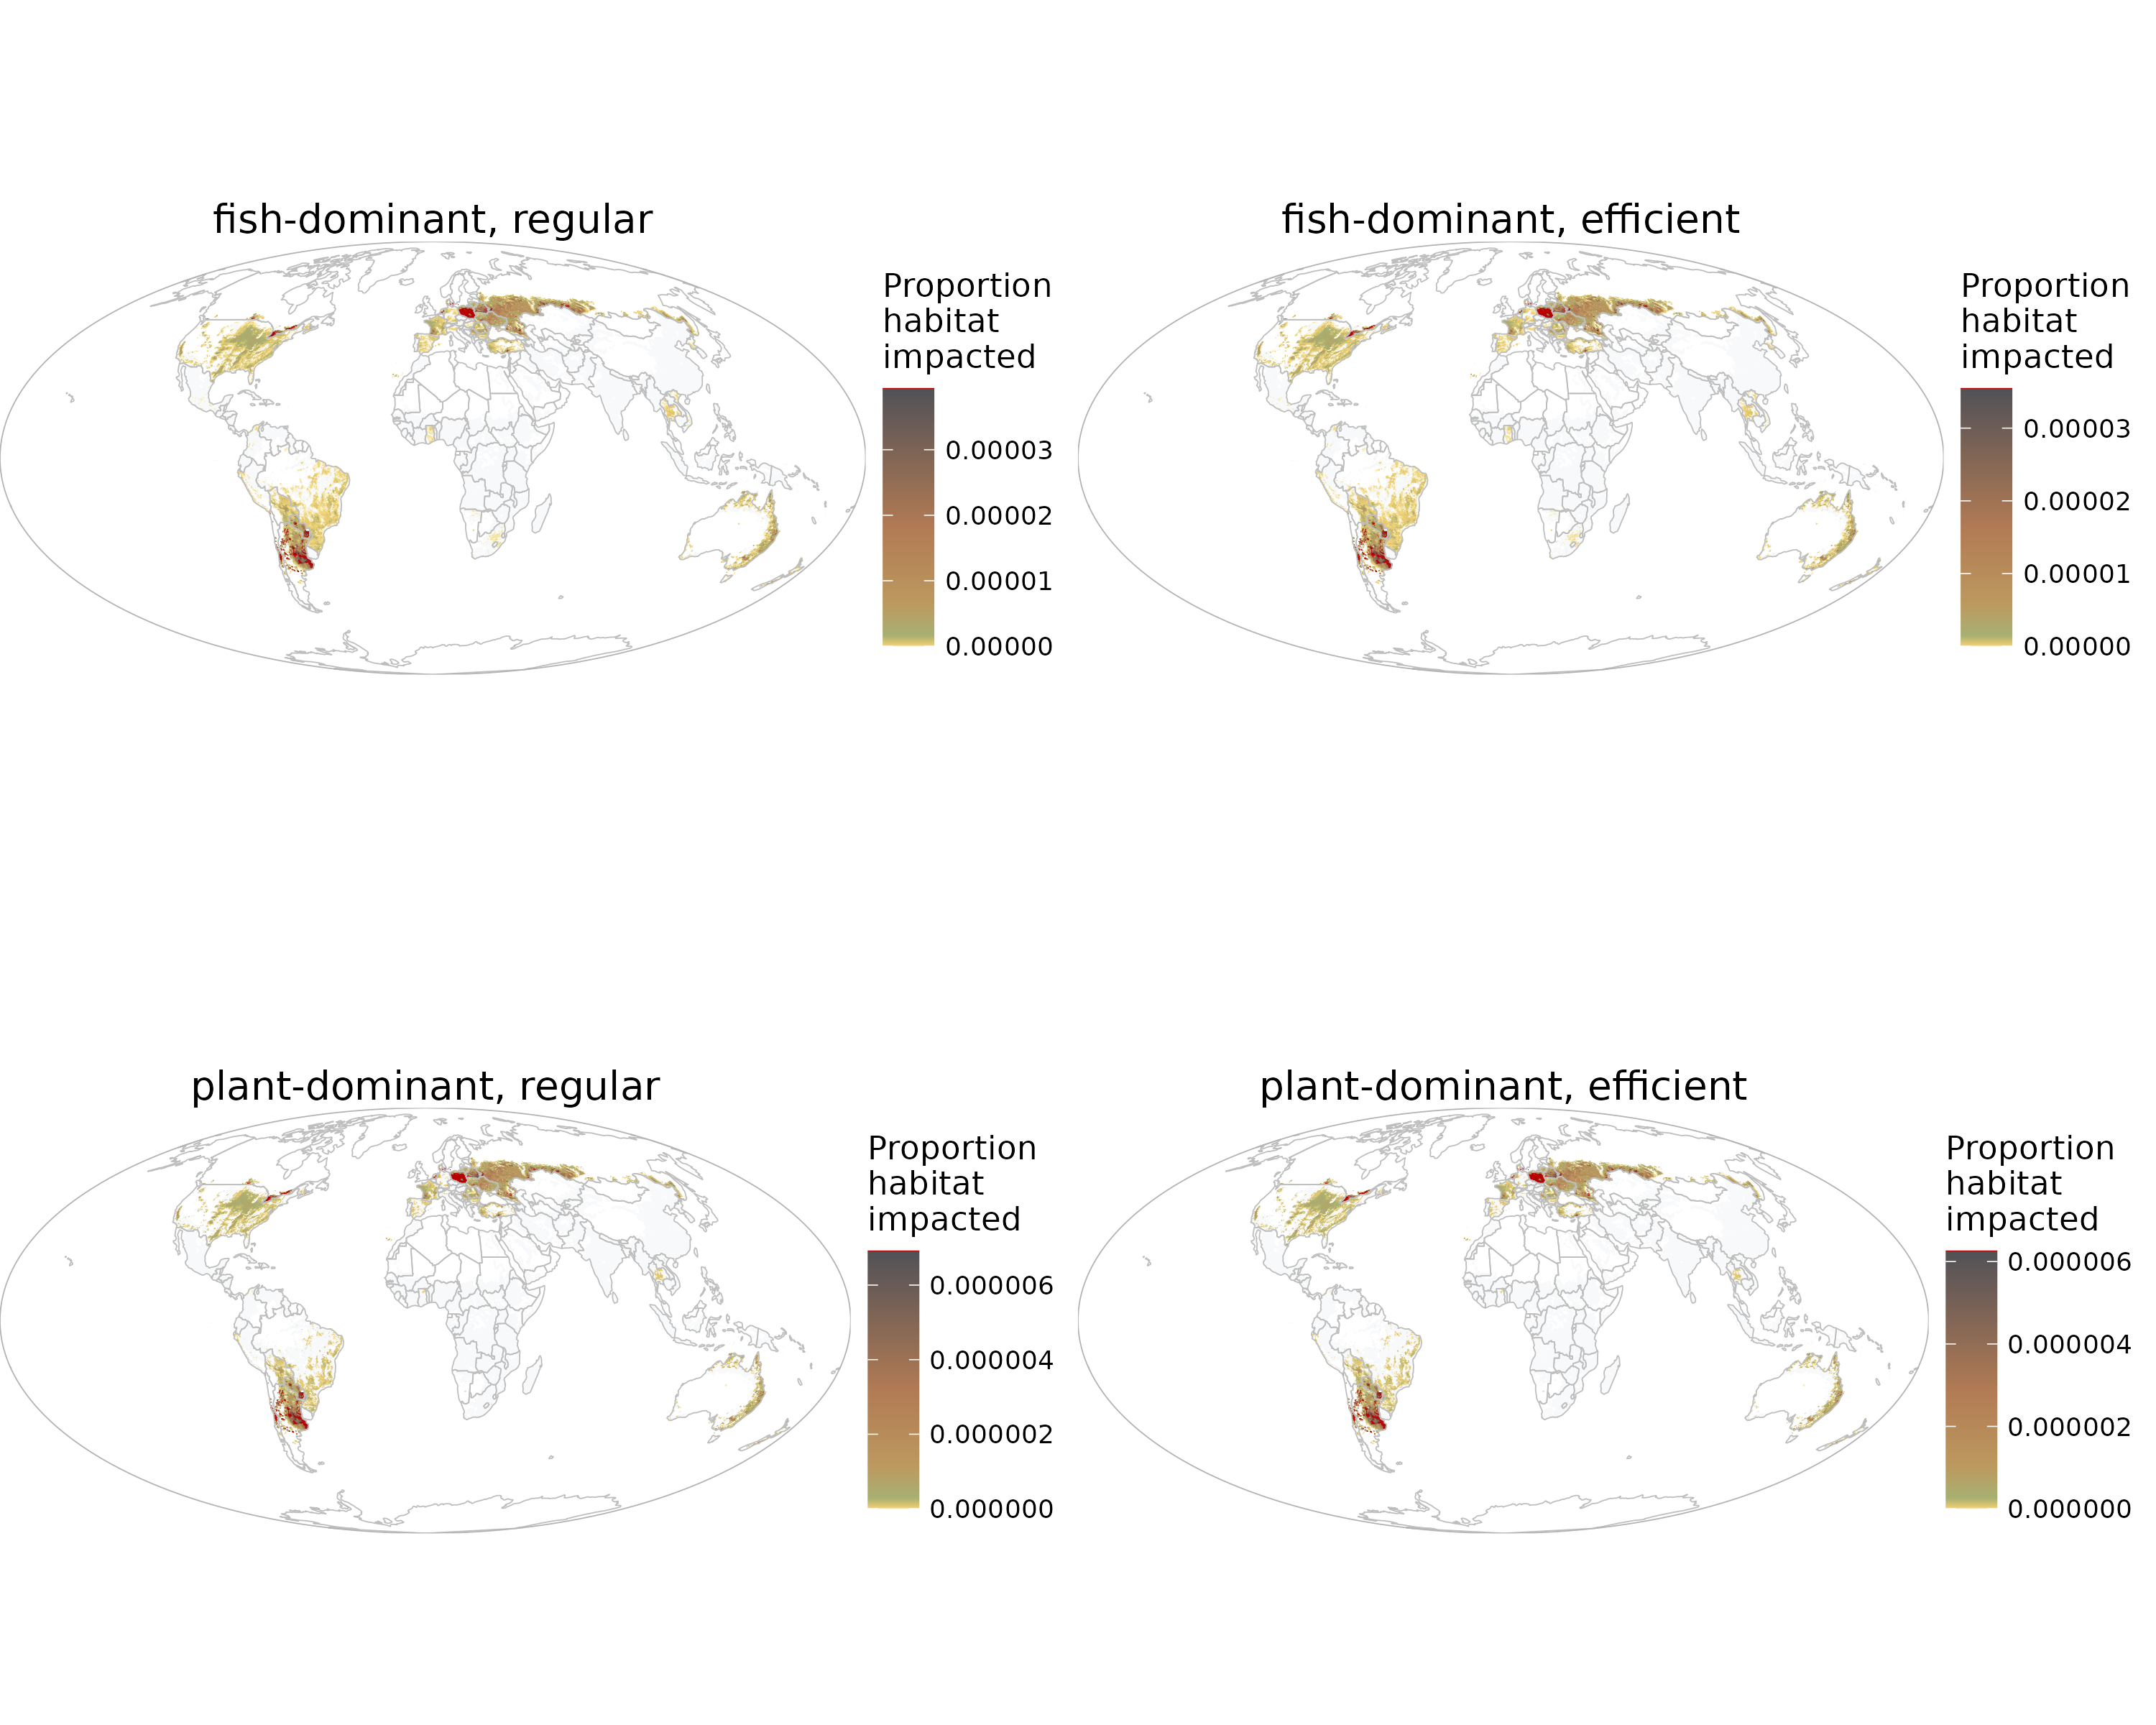 fish-dominant, regular
Proportion
habitat
impacted
0.00003
0.00002
0.00001
0.00000
fish-dominant, efficient
Proportion
habitat
impacted
0.00003
0.00002
0.00001
0.00000
plant-dominant, regular
Proportion
habitat
impacted
0.000006
0.000004
0.000002
0.000000
plant-dominant, efficient
Proportion
habitat
impacted
0.000006
0.000004
0.000002
0.000000